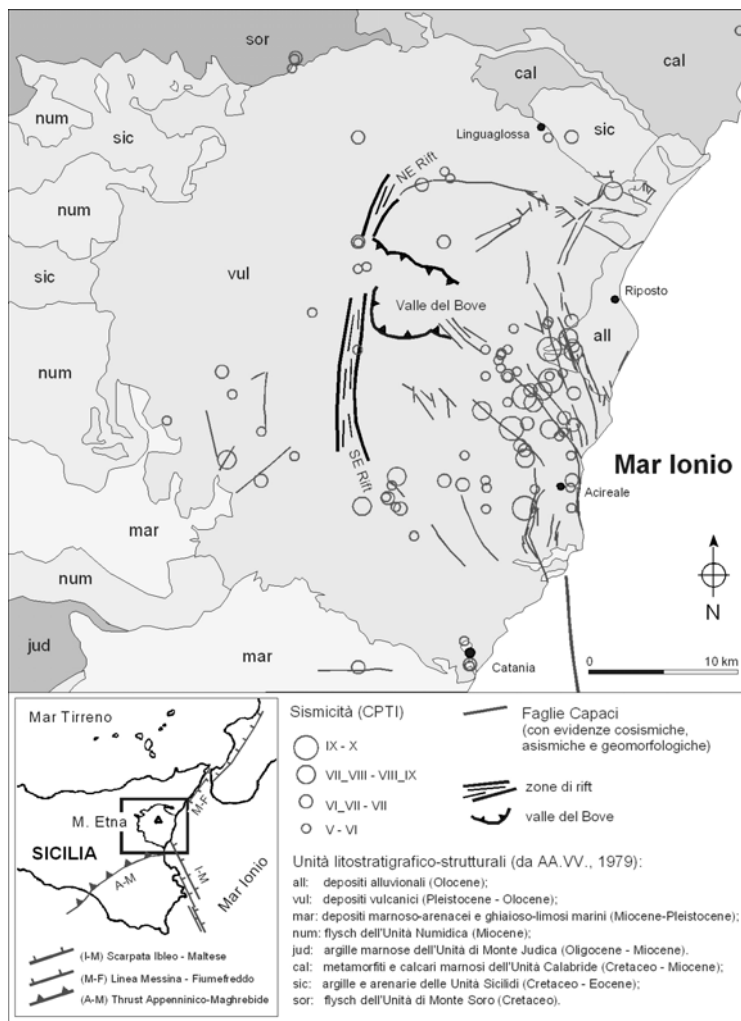 sor
cal
cal
num
sic
Linguaglossa
sic
NE Rift
num
sic
vul
Riposto
Valle del Bove
all
num
SE Rift
Mar Ionio
Acireale
mar
num
N
jud
mar
Catania
0 10 km
Mar Tirreno
M-F
M. Etna
SICILIA
A-M
I-M
Mar Ionio
(I-M) Scarpata Ibleo - Maltese
(M-F) Linea Messina - Fiumefreddo
(A-M) Thrust Appenninico-Maghrebide
Sismicità (CPTI)
IX - X
VII_VIII - VIII_IX
VI_VII - VII
V - VI
Faglie Capaci
(con evidenze cosismiche,
asismiche e geomorfologiche)
zone di rift
valle del Bove
Unità litostratigrafico-strutturali (da AA.VV., 1979):
all: depositi alluvionali (Olocene);
vul: depositi vulcanici (Pleistocene - Olocene);
mar: depositi marnoso-arenacei e ghiaioso-limosi marini (Miocene-Pleistocene);
num: flysch dell'Unità Numidica (Miocene);
jud: argille marnose dell'Unità di Monte Judica (Oligocene - Miocene).
cal: metamorfiti e calcari marnosi dell'Unità Calabride (Cretaceo - Miocene);
sic: argille e arenarie delle Unità Sicilidi (Cretaceo - Eocene);
sor: flysch dell'Unità di Monte Soro (Cretaceo).